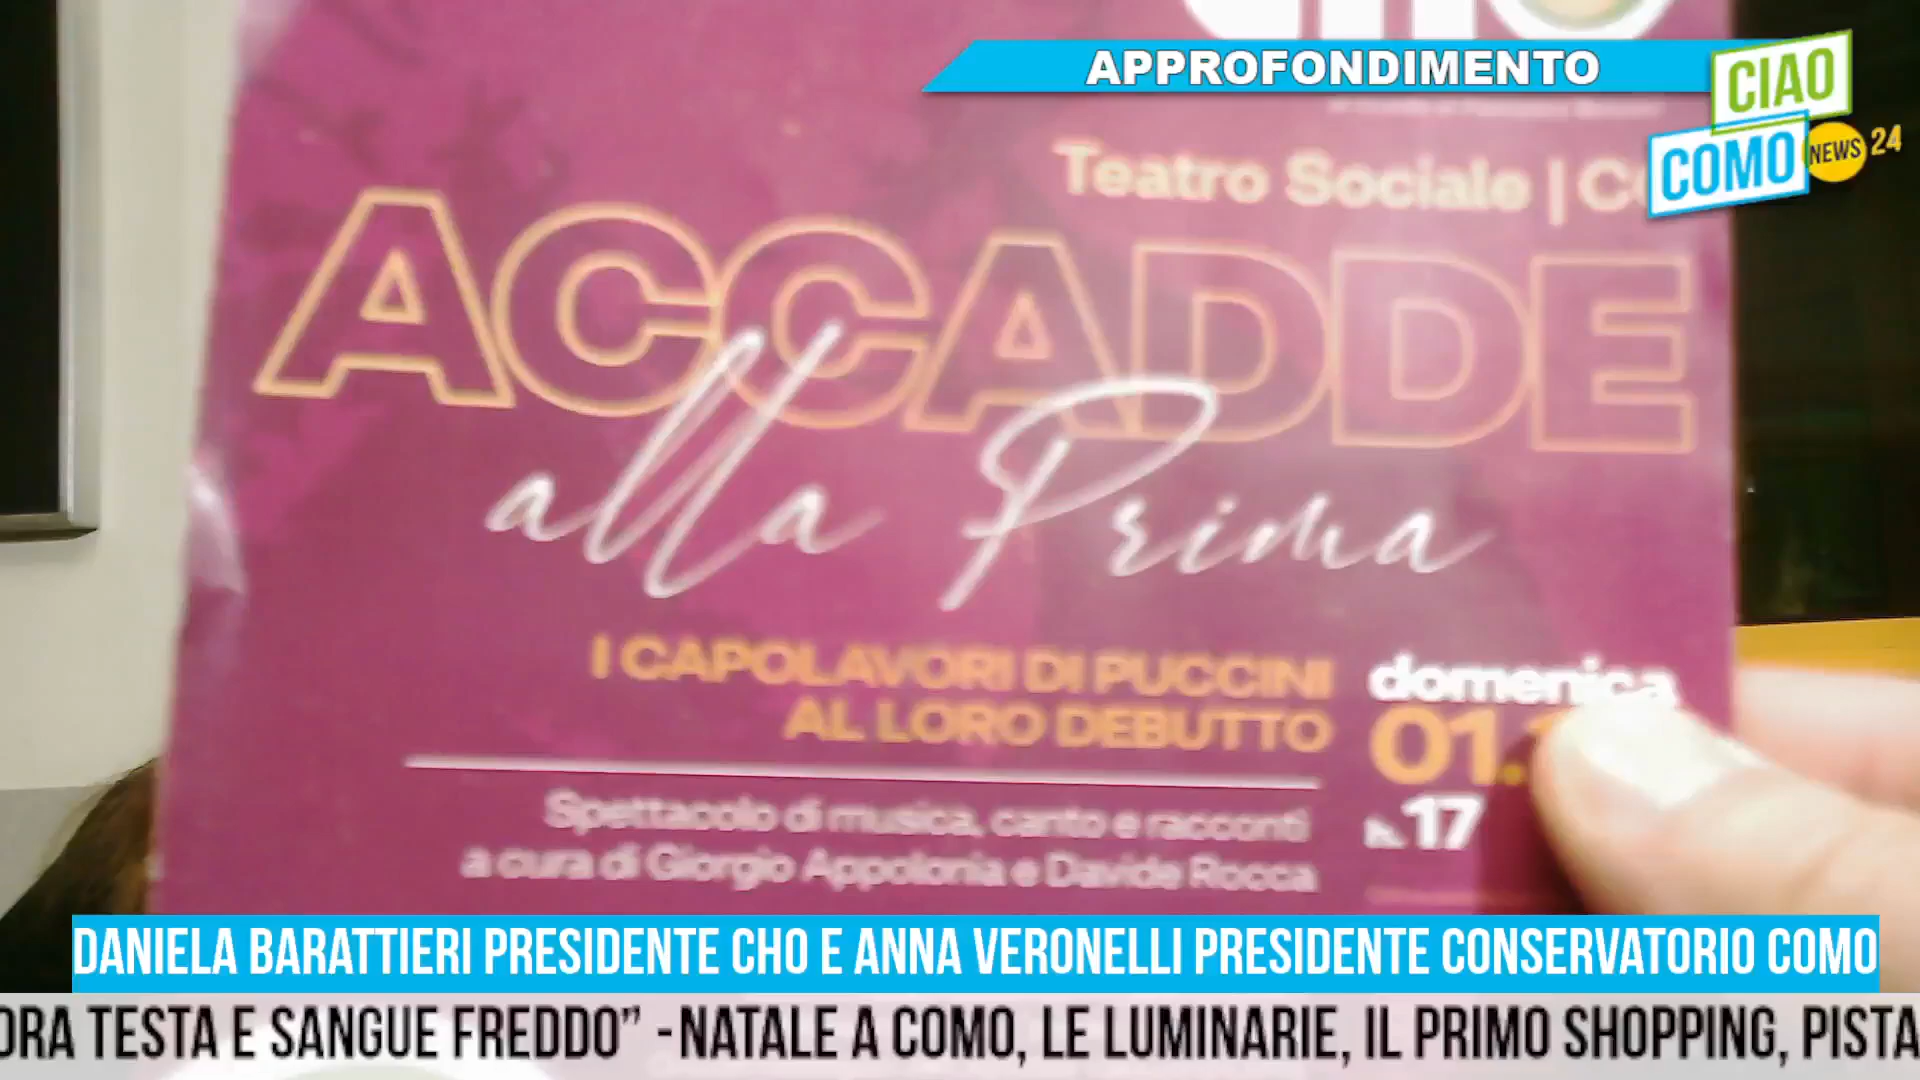 APPROFONDIMENTO
CIAO
COMO NEWS 24
Teatro Sociale |
ACCADDE
alla Prima
I CAPOLAVORI DI PUCCINI
AL LORO DEBUTTO
domenica
01.
h. 17
Spettacolo di musica, canto e racconti
a cura di Giorgio Appolonia e Davide Rocca
DANIELA BARATTIERI PRESIDENTE CHO E ANNA VERONELLI PRESIDENTE CONSERVATORIO COMO
ORA TESTA E SANGUE FREDDO” -NATALE A COMO, LE LUMINARIE, IL PRIMO SHOPPING, PISTA